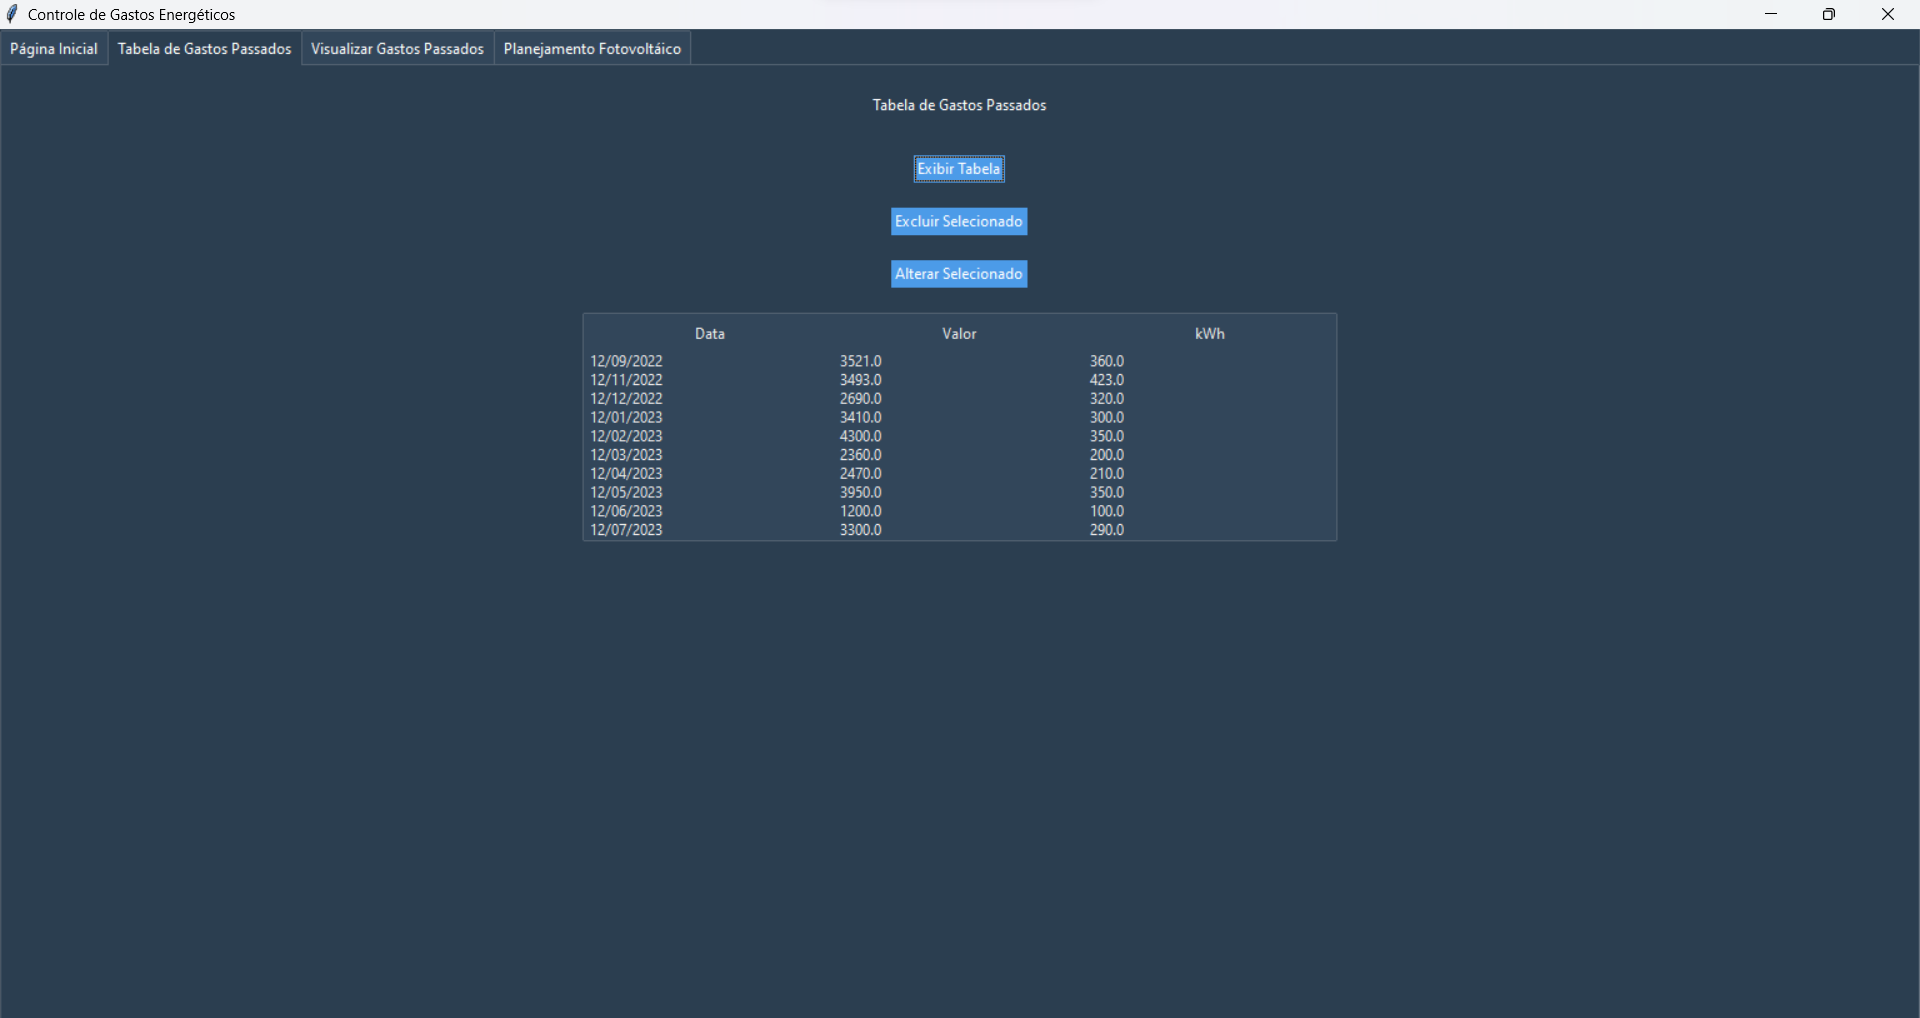 Controle de Gastos Energéticos
Página Inicial Tabela de Gastos Passados Visualizar Gastos Passados Planejamento Fotovoltáico
Tabela de Gastos Passados
Exibir Tabela
Excluir Selecionado
Alterar Selecionado
Data Valor kWh
12/09/2022 3521.0 360.0
12/11/2022 3493.0 423.0
12/12/2022 2690.0 320.0
12/01/2023 3410.0 300.0
12/02/2023 4300.0 350.0
12/03/2023 2360.0 200.0
12/04/2023 2470.0 210.0
12/05/2023 3950.0 350.0
12/06/2023 1200.0 100.0
12/07/2023 3300.0 290.0